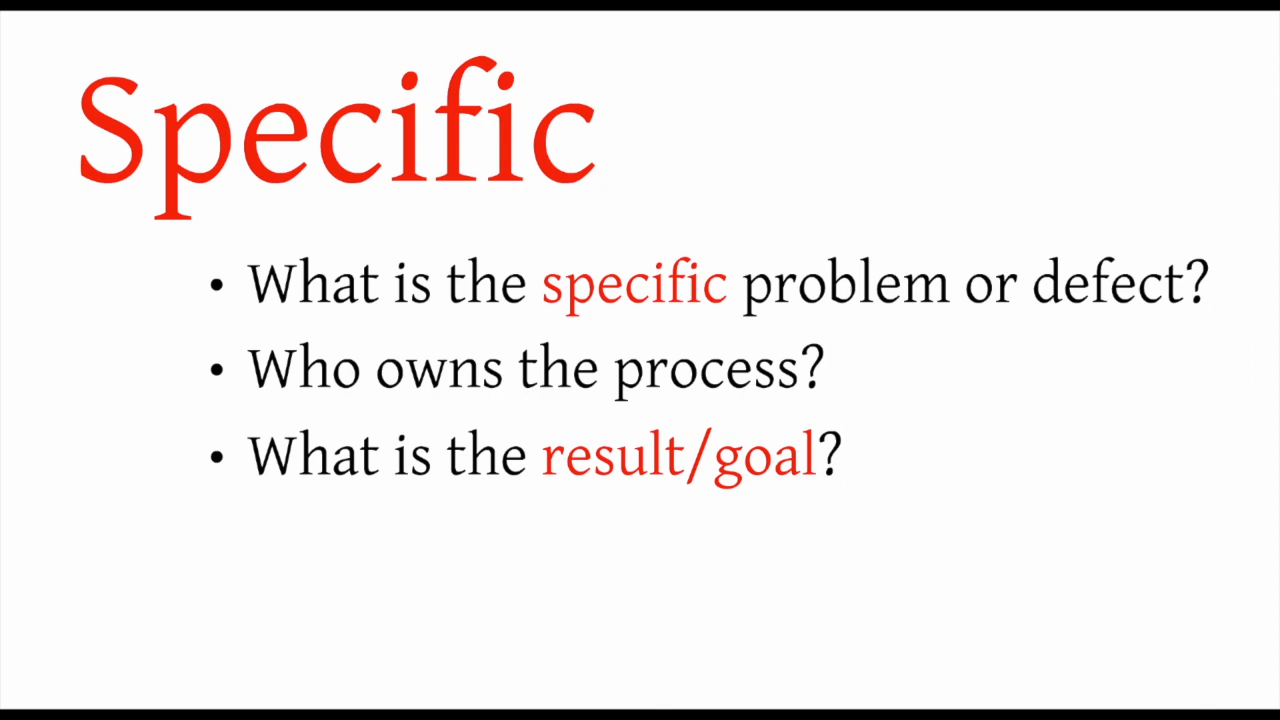 Specific
• What is the specific problem or defect?
• Who owns the process?
• What is the result/goal?